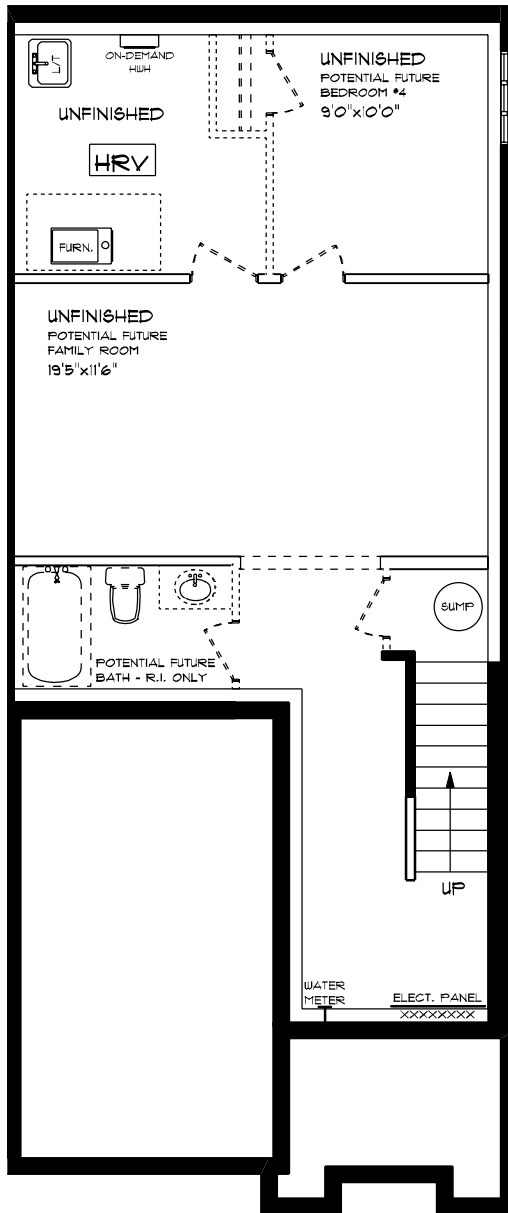 L/T
ON-DEMAND
HWH
UNFINISHED
HRV
FURN.
UNFINISHED
POTENTIAL FUTURE
BEDROOM #4
9'0"x10'0"
UNFINISHED
POTENTIAL FUTURE
FAMILY ROOM
19'5"x11'6"
SUMP
POTENTIAL FUTURE
BATH - R.I. ONLY
UP
WATER
METER
ELECT. PANEL
XXXXXXXX